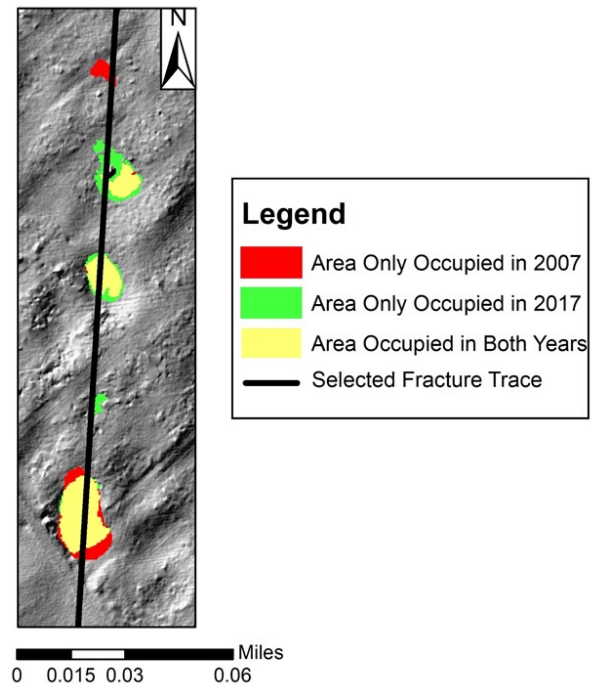 N
Legend
Area Only Occupied in 2007
Area Only Occupied in 2017
Area Occupied in Both Years
Selected Fracture Trace
Miles
0 0.015 0.03 0.06